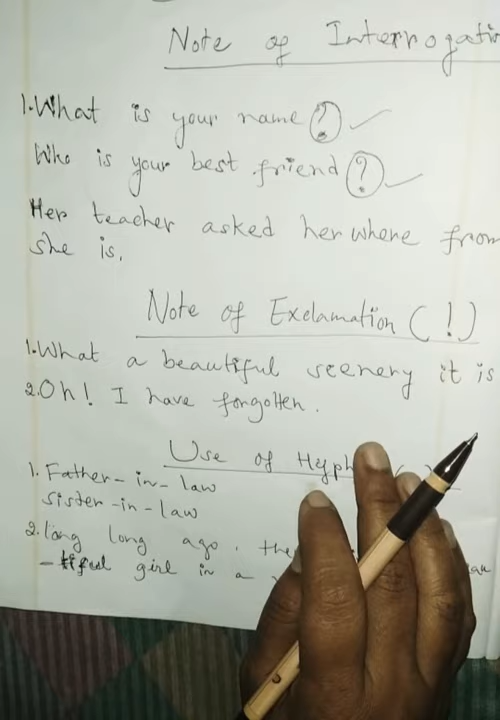 Note of Interrogati
1. What is your name ?
Who is your best friend ?
Her teacher asked her where from
she is.
Note of Exclamation (!)
1. What a beautiful scenery it is
2. Oh! I have forgotten.
Use of Hyph
1. Father-in-law
sister-in-law
2. long long ago. the
-tiful girl in a